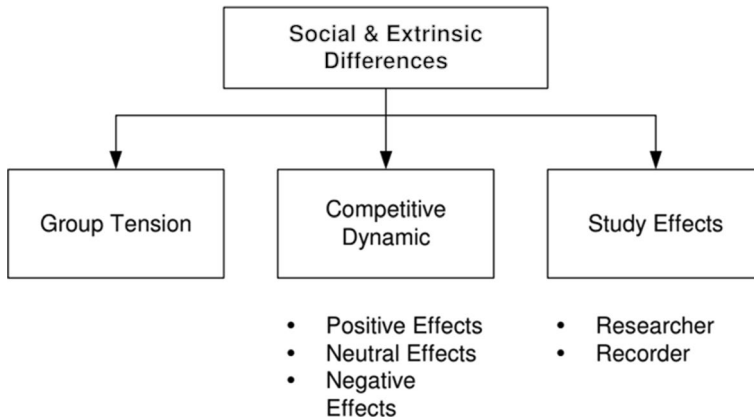 Social & Extrinsic
Differences
Group Tension
Competitive
Dynamic
Study Effects
• Positive Effects
• Neutral Effects
• Negative
Effects
• Researcher
• Recorder